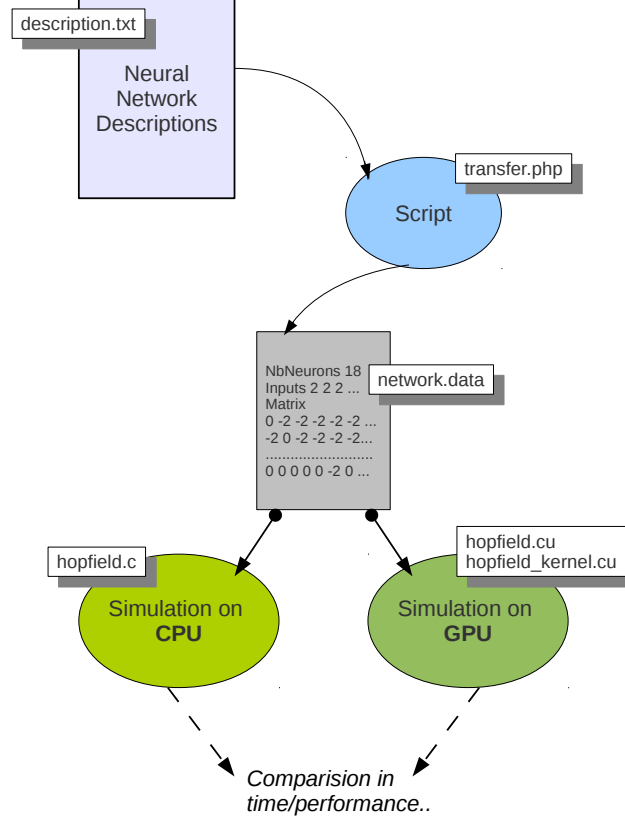 description.txt
Neural
Network
Descriptions
transfer.php
Script
NbNeurons 18
Inputs 2 2 2 ...
Matrix
0 -2 -2 -2 -2 -2 ...
-2 0 -2 -2 -2 -2...
..........................
0 0 0 0 0 -2 0 ...
network.data
hopfield.c
Simulation on
CPU
hopfield.cu
hopfield_kernel.cu
Simulation on
GPU
Comparision in
time/performance..